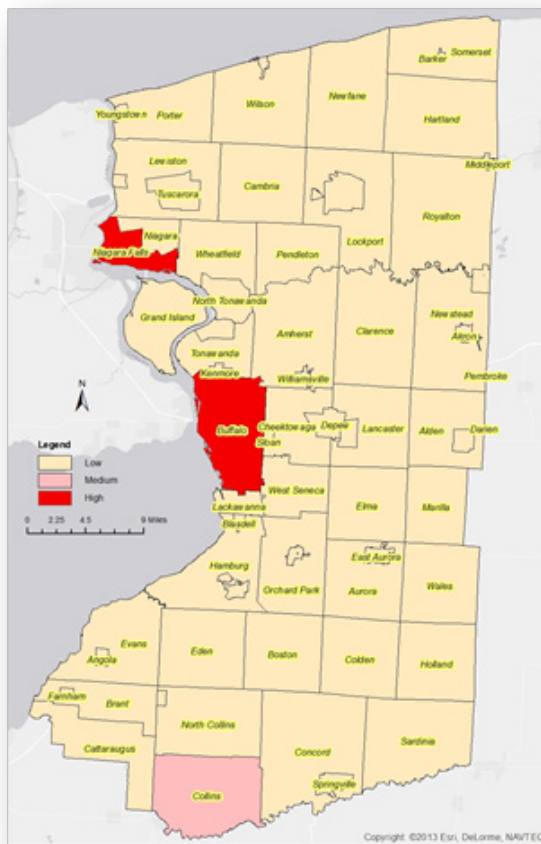 Somerset
Barker
Newfane
Wilson
Youngstown
Porter
Hartland
Lewiston
Middleport
Cambria
Tuscarora
Royalton
Niagara
Lockport
Niagara Falls
Wheatfield
Pendleton
North Tonawanda
Grand Island
Newstead
Clarence
Amherst
Akron
Tonawanda
Kenmore
Williamsville
Pembroke
N
Cheektowaga
Depew
Lancaster
Alden
Darien
Buffalo
Sloan
Legend
Low
Medium
High
West Seneca
Lackawanna
Elma
Marilla
Blasdell
0 2.25 4.5 9 Miles
East Aurora
Hamburg
Orchard Park
Aurora
Wales
Evans
Eden
Boston
Colden
Holland
Angola
Farnham
Brant
North Collins
Cattaraugus
Concord
Sardinia
Springville
Collins
Copyright: ©2013 Esri, DeLorme, NAVTEQ